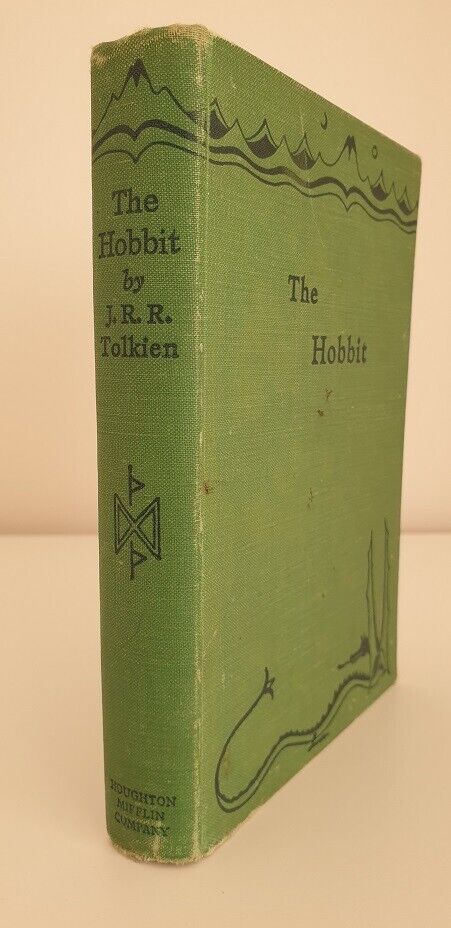 The
Hobbit
by
J. R. R.
Tolkien
HOUGHTON
MIFFLIN
COMPANY
The
Hobbit